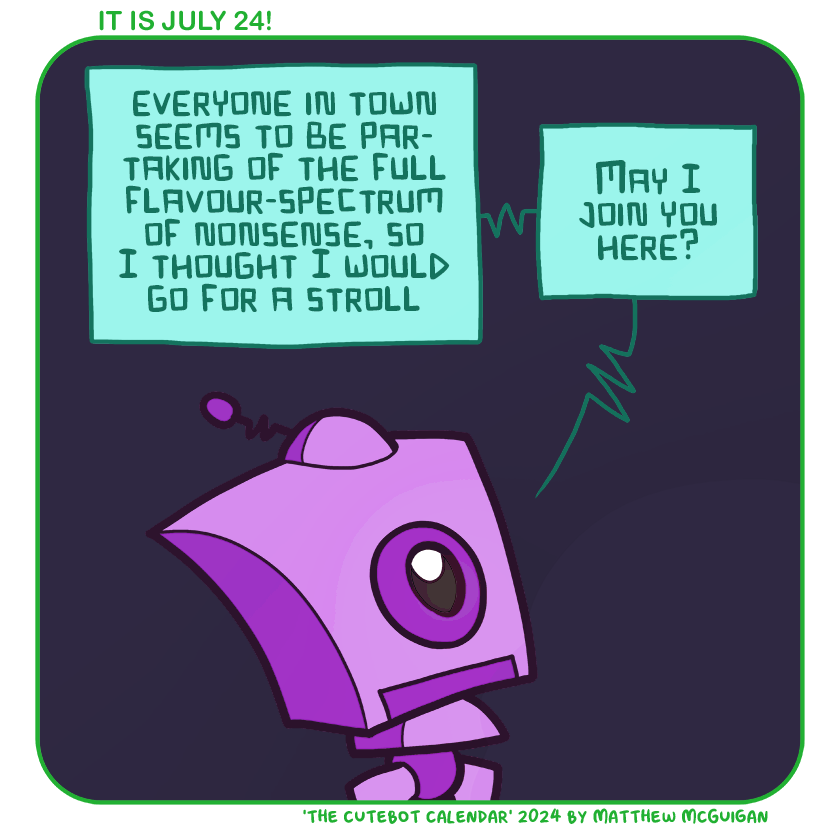 IT IS JULY 24!
EVERYONE IN TOWN
SEEMS TO BE PAR-
TAKING OF THE FULL
FLAVOUR-SPECTRUM
OF NONSENSE, SO
I THOUGHT I WOULD
GO FOR A STROLL
MAY I
JOIN YOU
HERE?
'THE CUTEBOT CALENDAR' 2024 BY MATTHEW MCGUIGAN